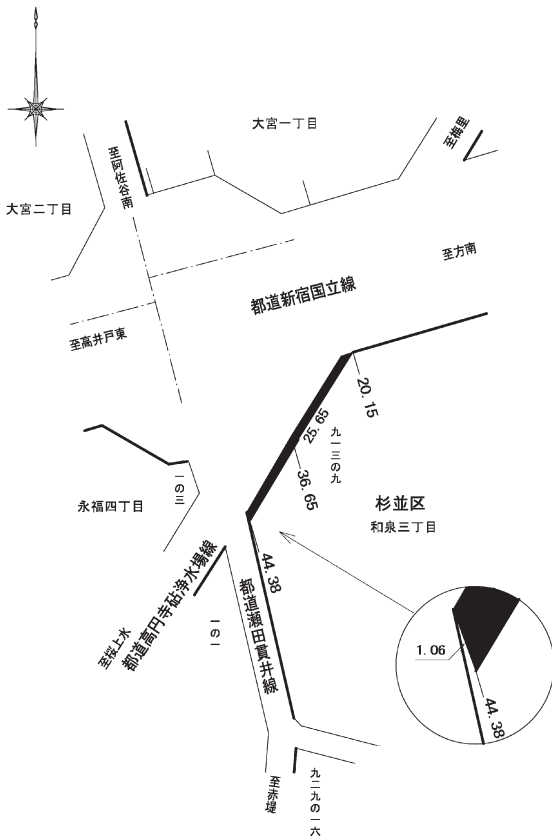 大宮一丁目
至梅里
至阿佐谷南
大宮二丁目
至方南
都道新宿国立線
至高井戸東
20.15
25.65
九一三の九
36.65
一の三
永福四丁目
杉並区
和泉三丁目
44.38
都道高円寺砧浄水場線
至桜上水
都道瀬田貫井線
一の一
1.06
44.38
至赤堤
九二九の一六